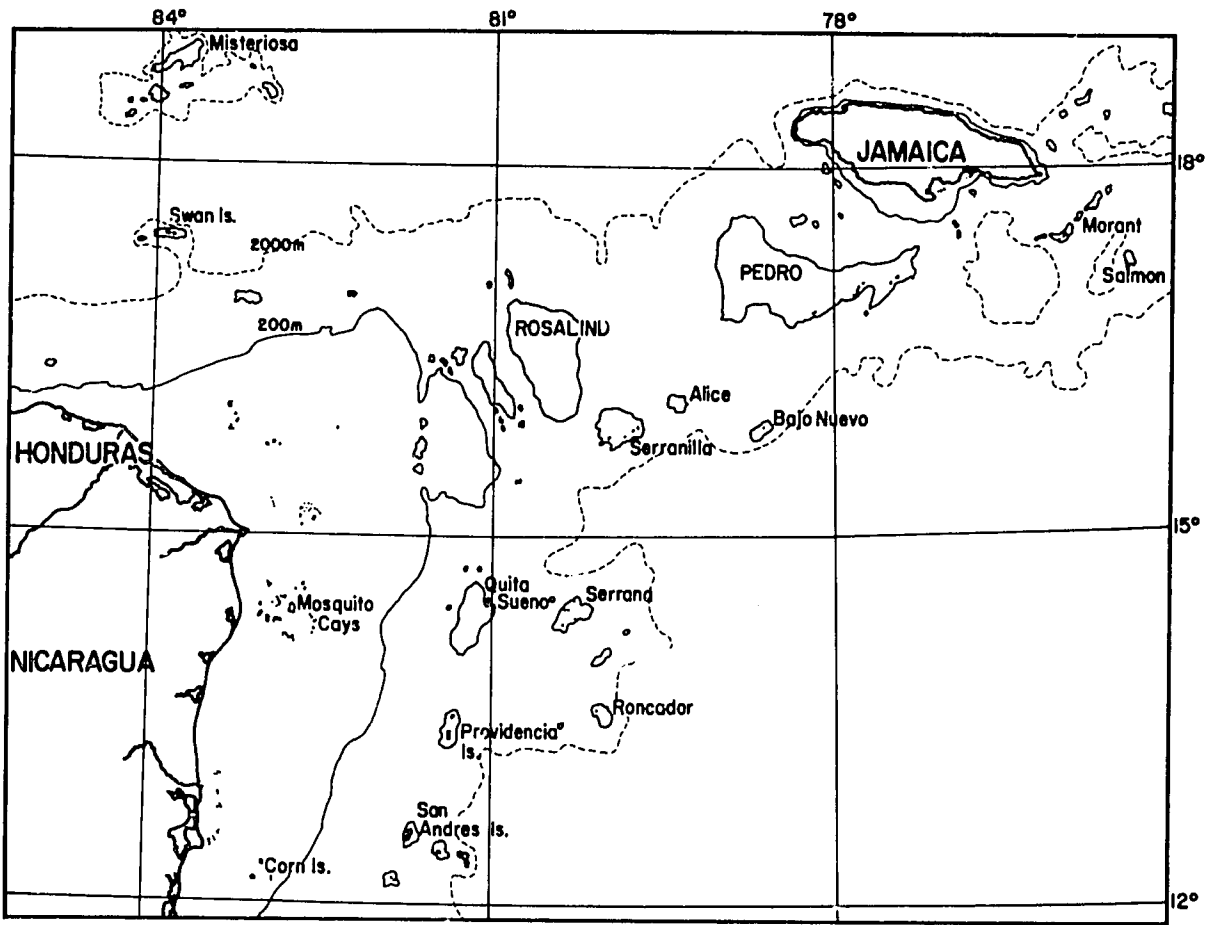 84°
81°
78°
Misteriosa
JAMAICA
18°
Swan Is.
2000m
Morant
PEDRO
Salmon
200m
ROSALIND
Alice
Bajo Nuevo
Serranilla
HONDURAS
15°
Quita
Sueno
Serrana
Mosquito
Cays
NICARAGUA
Roncador
Providencia
Is.
San
Andres Is.
Corn Is.
12°